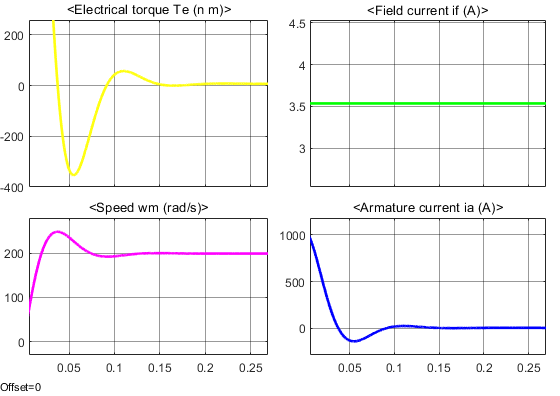 <Electrical torque Te (n m)>
200
0
-200
-400
<Field current if (A)>
4.5
4
3.5
3
<Speed wm (rad/s)>
200
100
0
0.05 0.1 0.15 0.2 0.25
<Armature current ia (A)>
1000
500
0
0.05 0.1 0.15 0.2 0.25
Offset=0